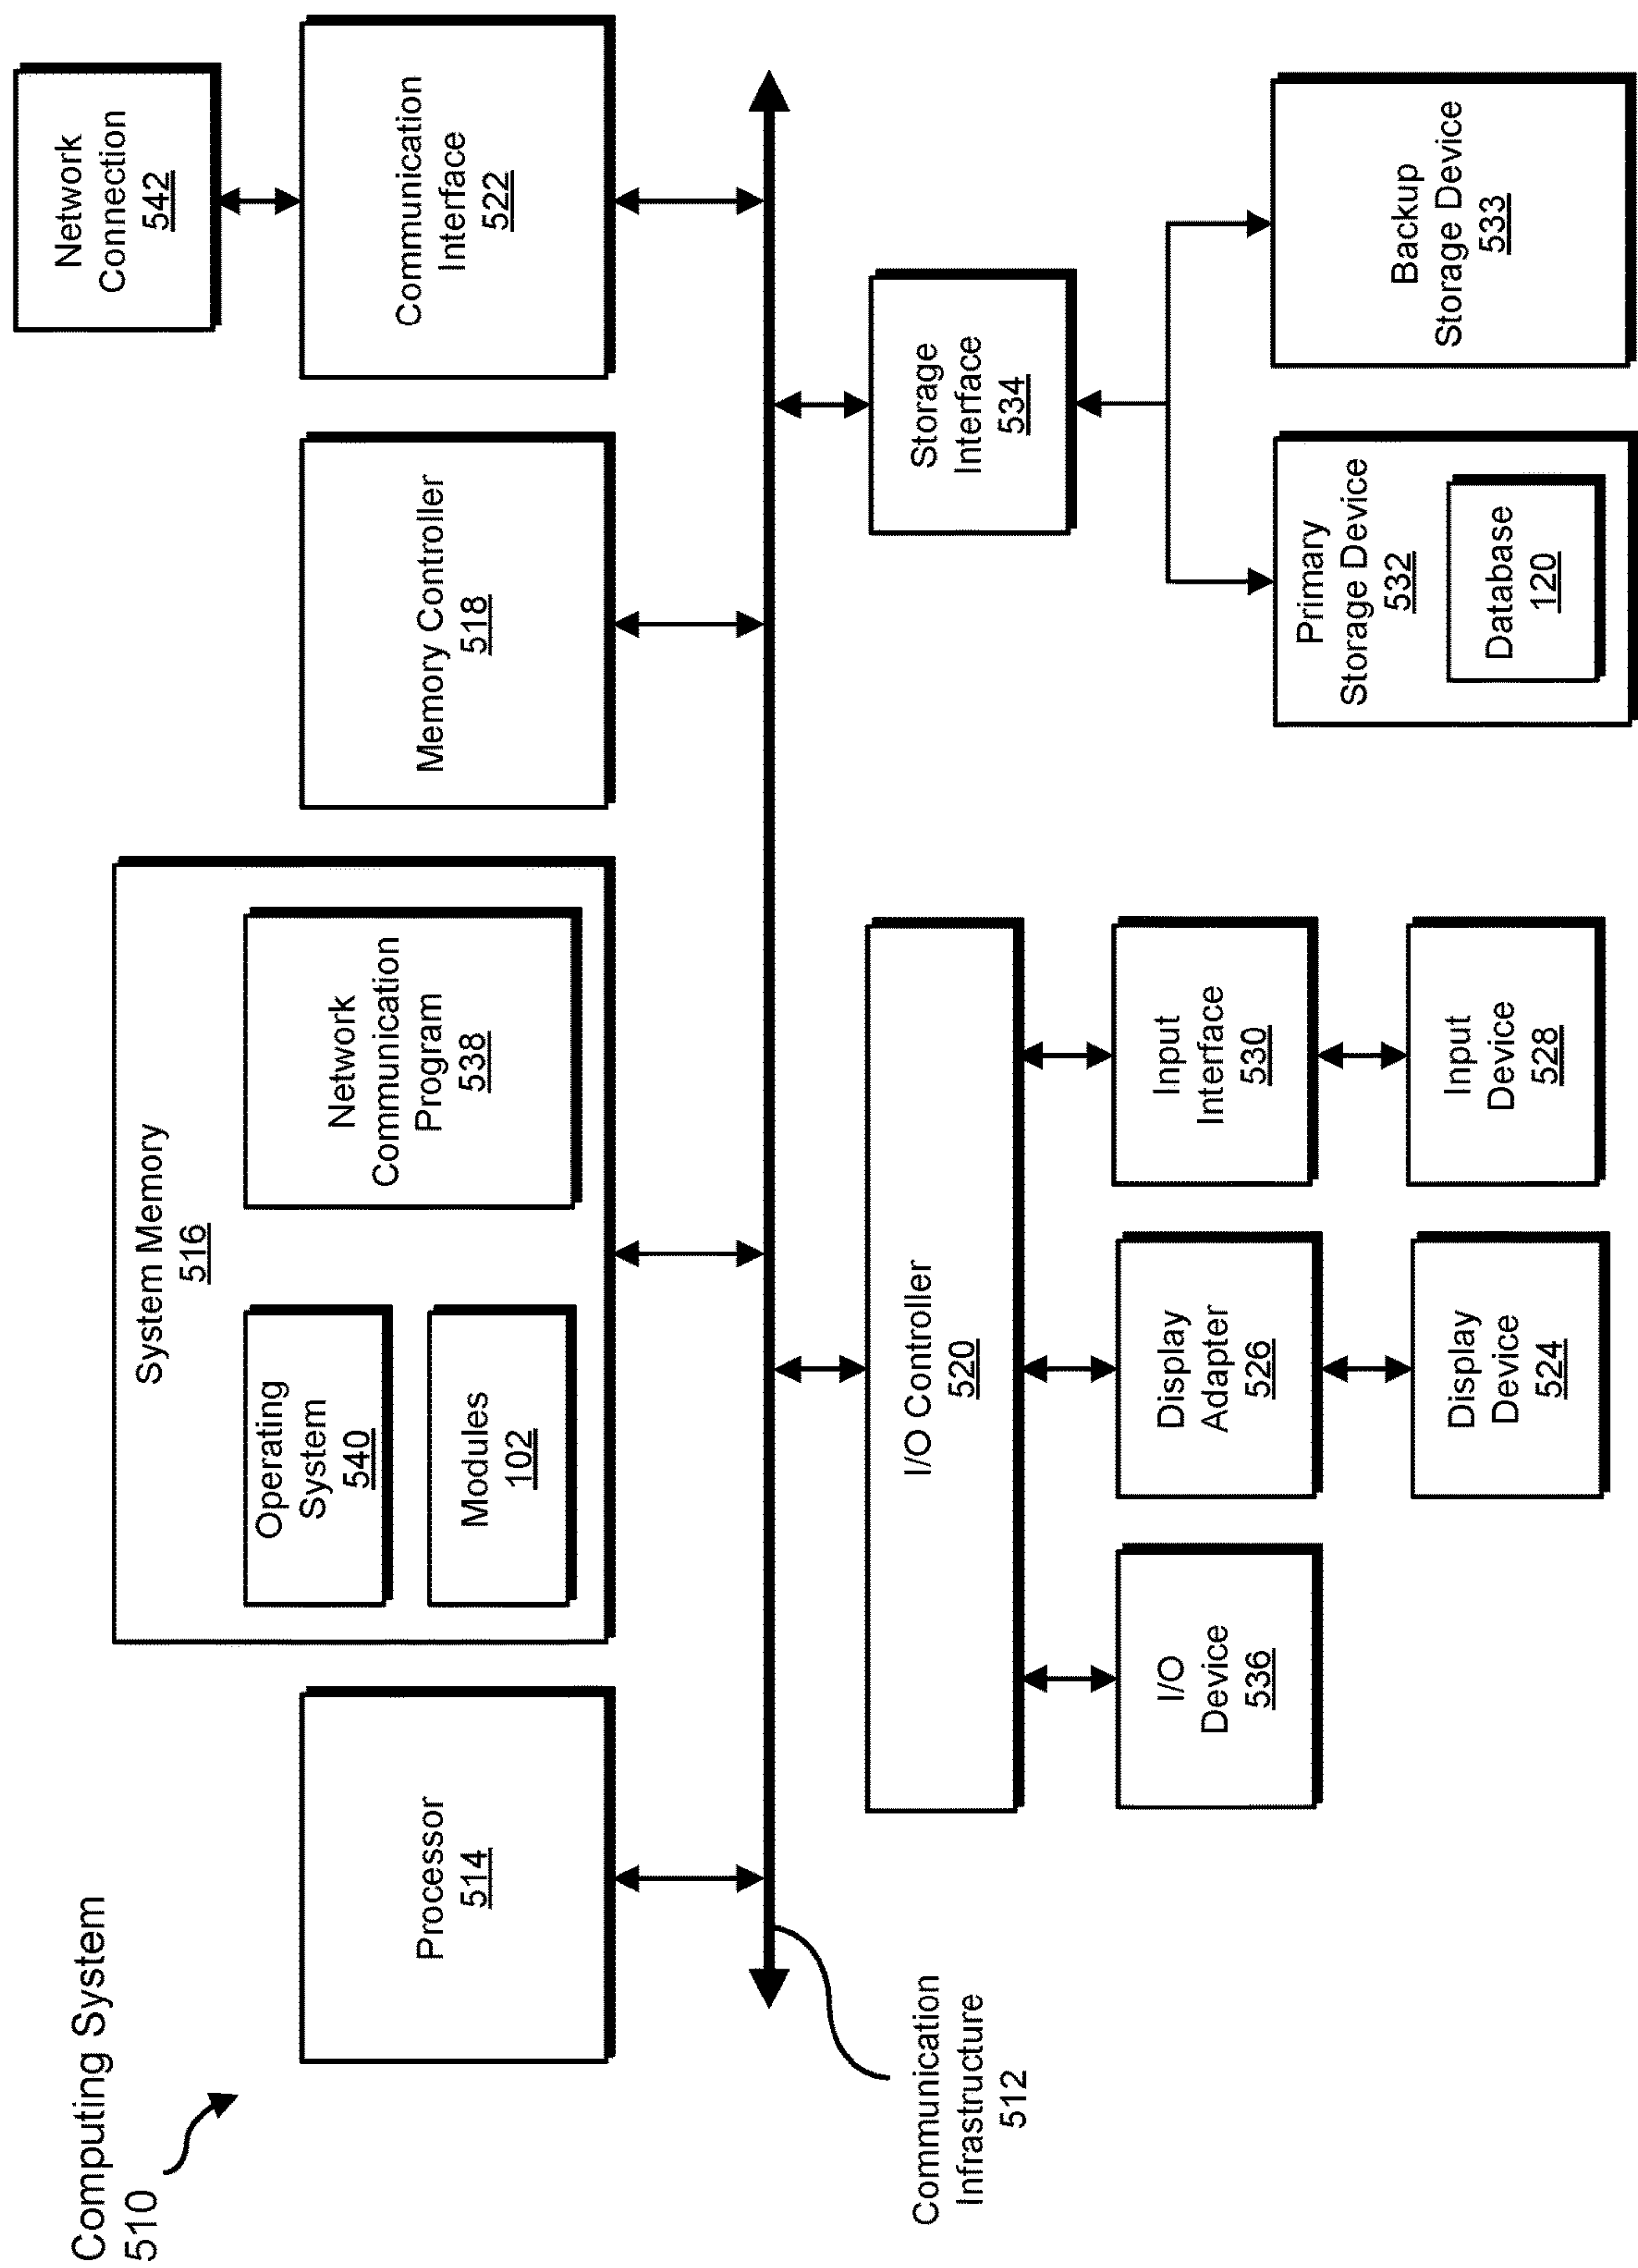 Computing System
510
Processor
514
System Memory
516
Operating
System
540
Modules
102
Network
Communication
Program
538
Memory Controller
518
Communication
Interface
522
Network
Connection
542
Communication
Infrastructure
512
I/O Controller
520
I/O
Device
536
Display
Adapter
526
Display
Device
524
Input
Interface
530
Input
Device
528
Storage
Interface
534
Primary
Storage Device
532
Database
120
Backup
Storage Device
533